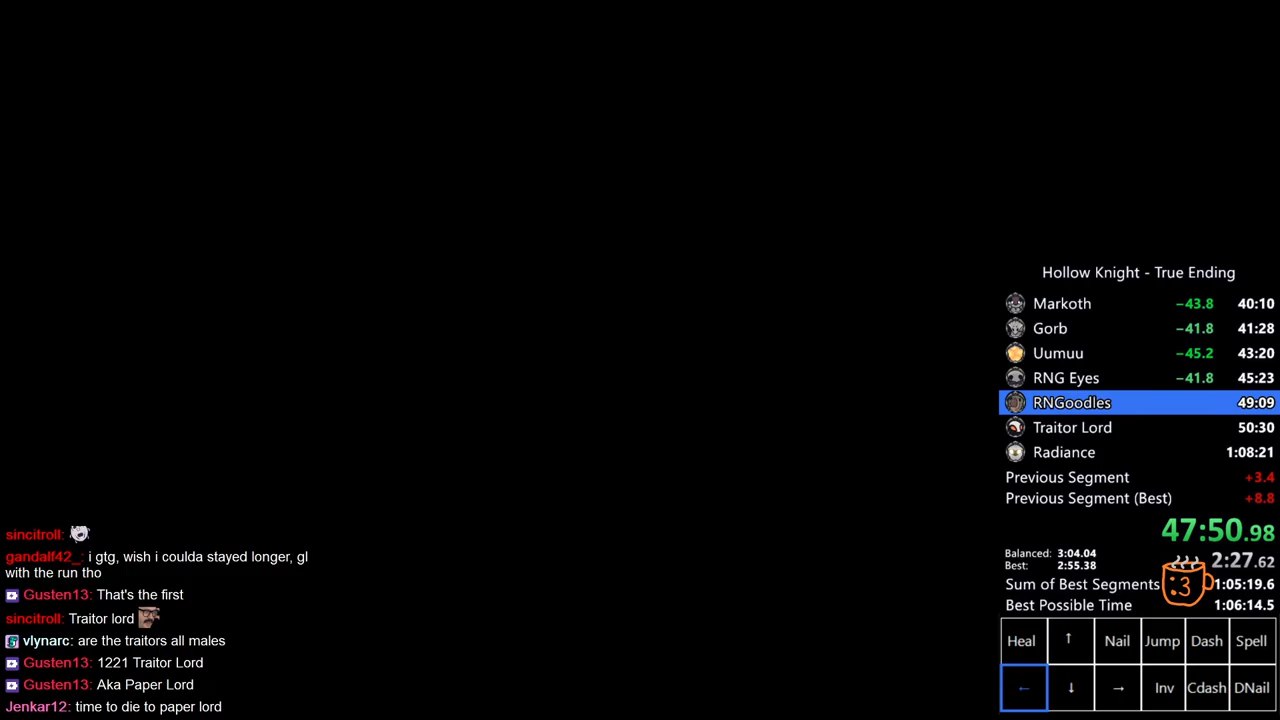 Hollow Knight - True Ending
Markoth −43.8 40:10
Gorb −41.8 41:28
Uumuu −45.2 43:20
RNG Eyes −41.8 45:23
RNGoodles 49:09
Traitor Lord 50:30
Radiance 1:08:21
Previous Segment +3.4
Previous Segment (Best) +8.8
47:50.98
Balanced: 3:04.04
Best: 2:55.38
2:27.62
Sum of Best Segments 1:05:19.6
Best Possible Time 1:06:14.5
Heal ↑ Nail Jump Dash Spell
← ↓ → Inv Cdash DNail
sincitroll:
gandalf42_: i gtg, wish i coulda stayed longer, gl
with the run tho
Gusten13: That's the first
sincitroll: Traitor lord
vlynarc: are the traitors all males
Gusten13: 1221 Traitor Lord
Gusten13: Aka Paper Lord
Jenkar12: time to die to paper lord